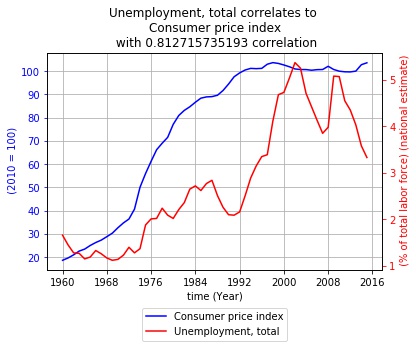 Unemployment, total correlates to
Consumer price index
with 0.812715735193 correlation
(2010 = 100)
100
90
80
70
60
50
40
30
20
5
4
3
2
1
(% of total labor force) (national estimate)
1960 1968 1976 1984 1992 2000 2008 2016
time (Year)
Consumer price index
Unemployment, total